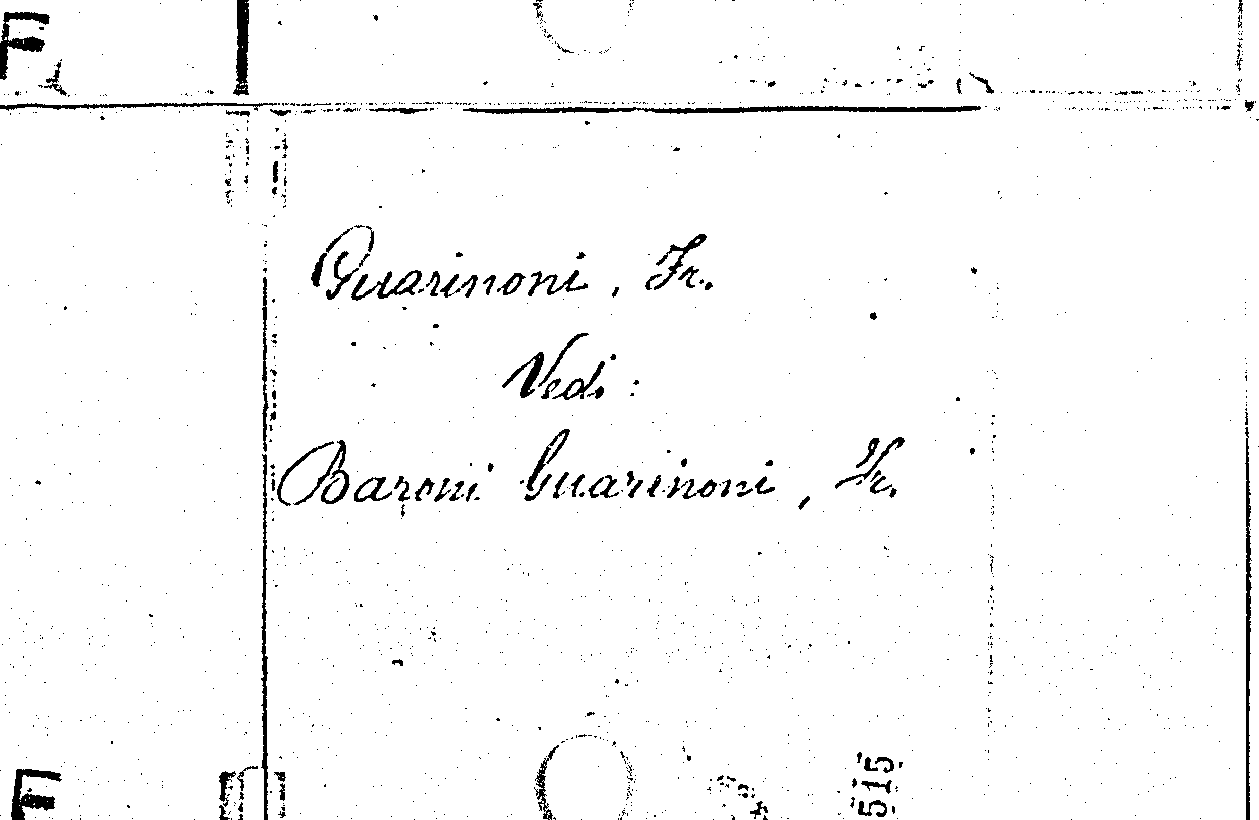 Guarinoni, Fr.
Vedi:
Baroni Guarinoni, Fr.
515